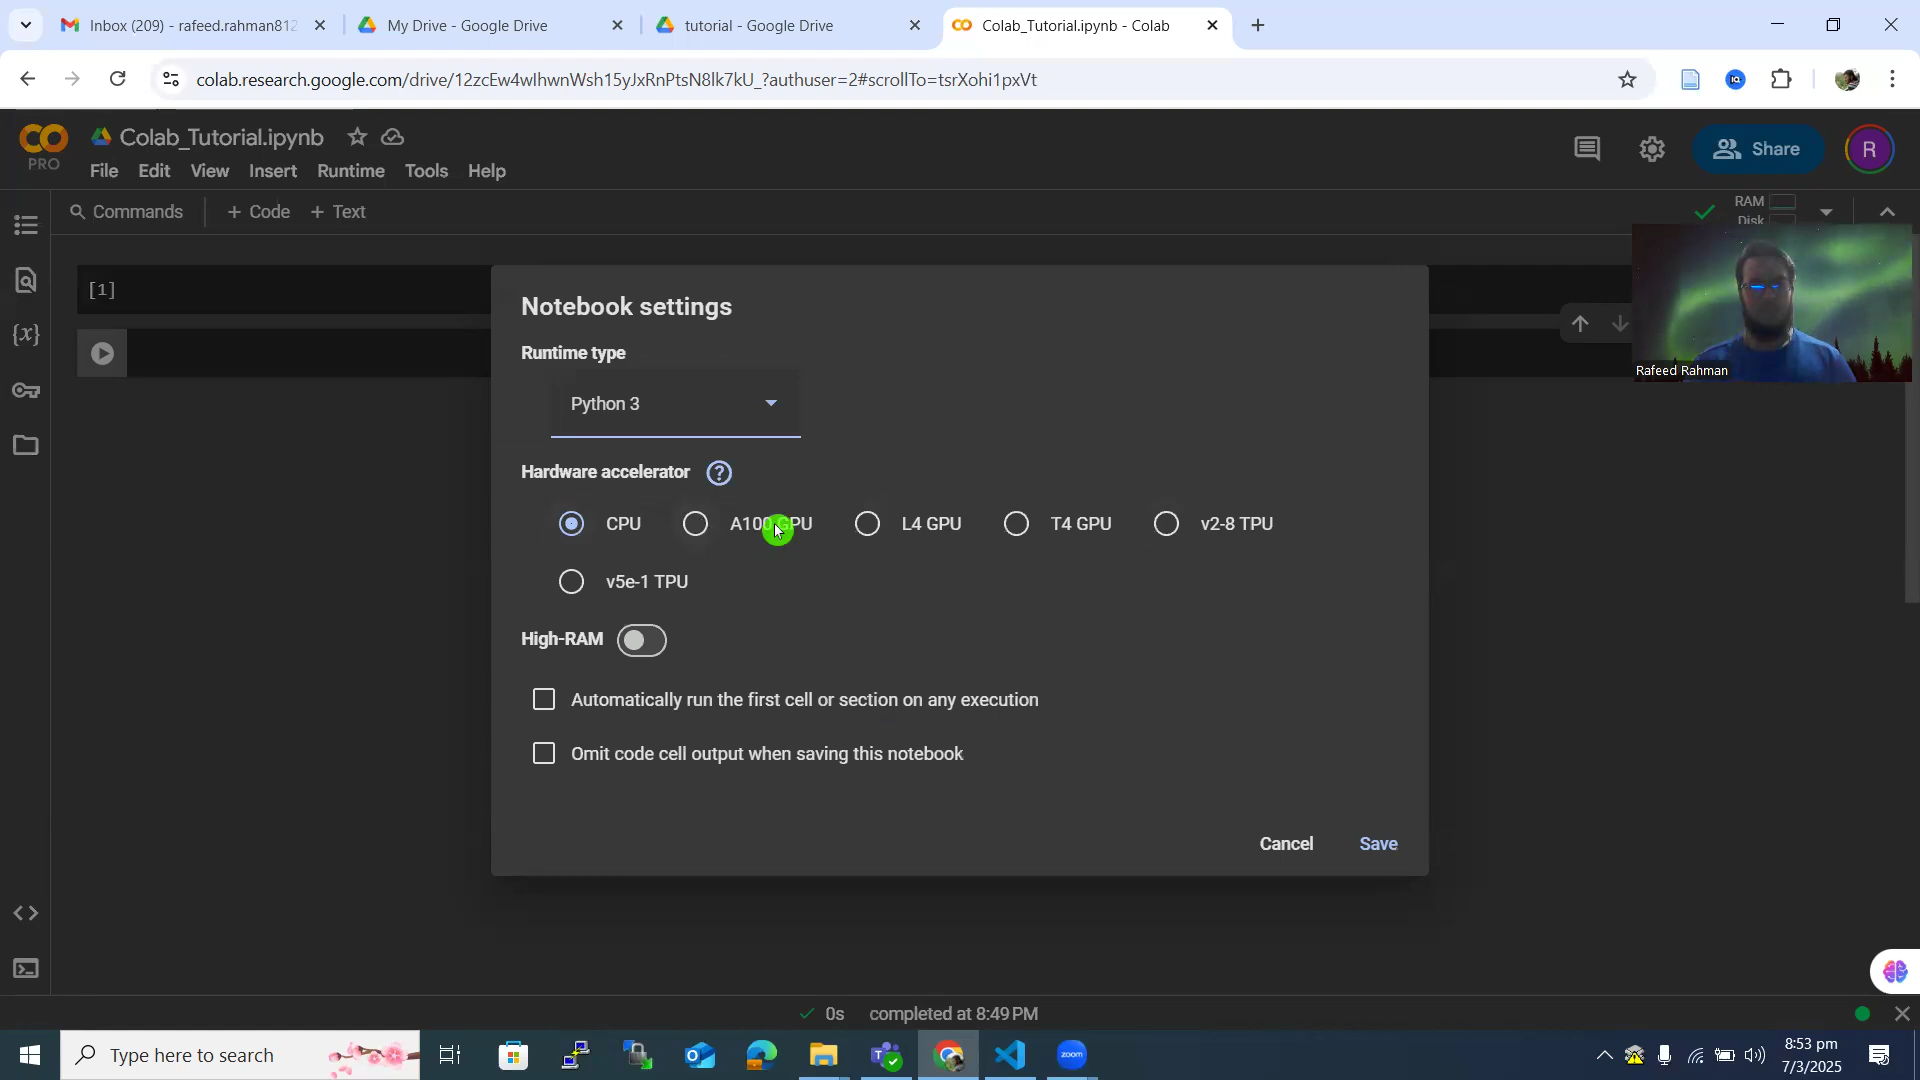 Inbox (209) - rafeed.rahman812
My Drive - Google Drive
tutorial - Google Drive
Colab_Tutorial.ipynb - Colab
colab.research.google.com/drive/12zcEw4wlhwnWsh15yJxRnPtsN8lk7kU_?authuser=2#scrollTo=tsrXohi1pxVt
CO
PRO
Colab_Tutorial.ipynb
File Edit View Insert Runtime Tools Help
Share
R
Commands + Code + Text
RAM
Disk
[1]
{x}
Rafeed Rahman
Notebook settings
Runtime type
Python 3
Hardware accelerator ?
CPU A100 GPU L4 GPU T4 GPU v2-8 TPU
v5e-1 TPU
High-RAM
Automatically run the first cell or section on any execution
Omit code cell output when saving this notebook
Cancel Save
0s completed at 8:49 PM
Type here to search
zoom
8:53 pm
7/3/2025